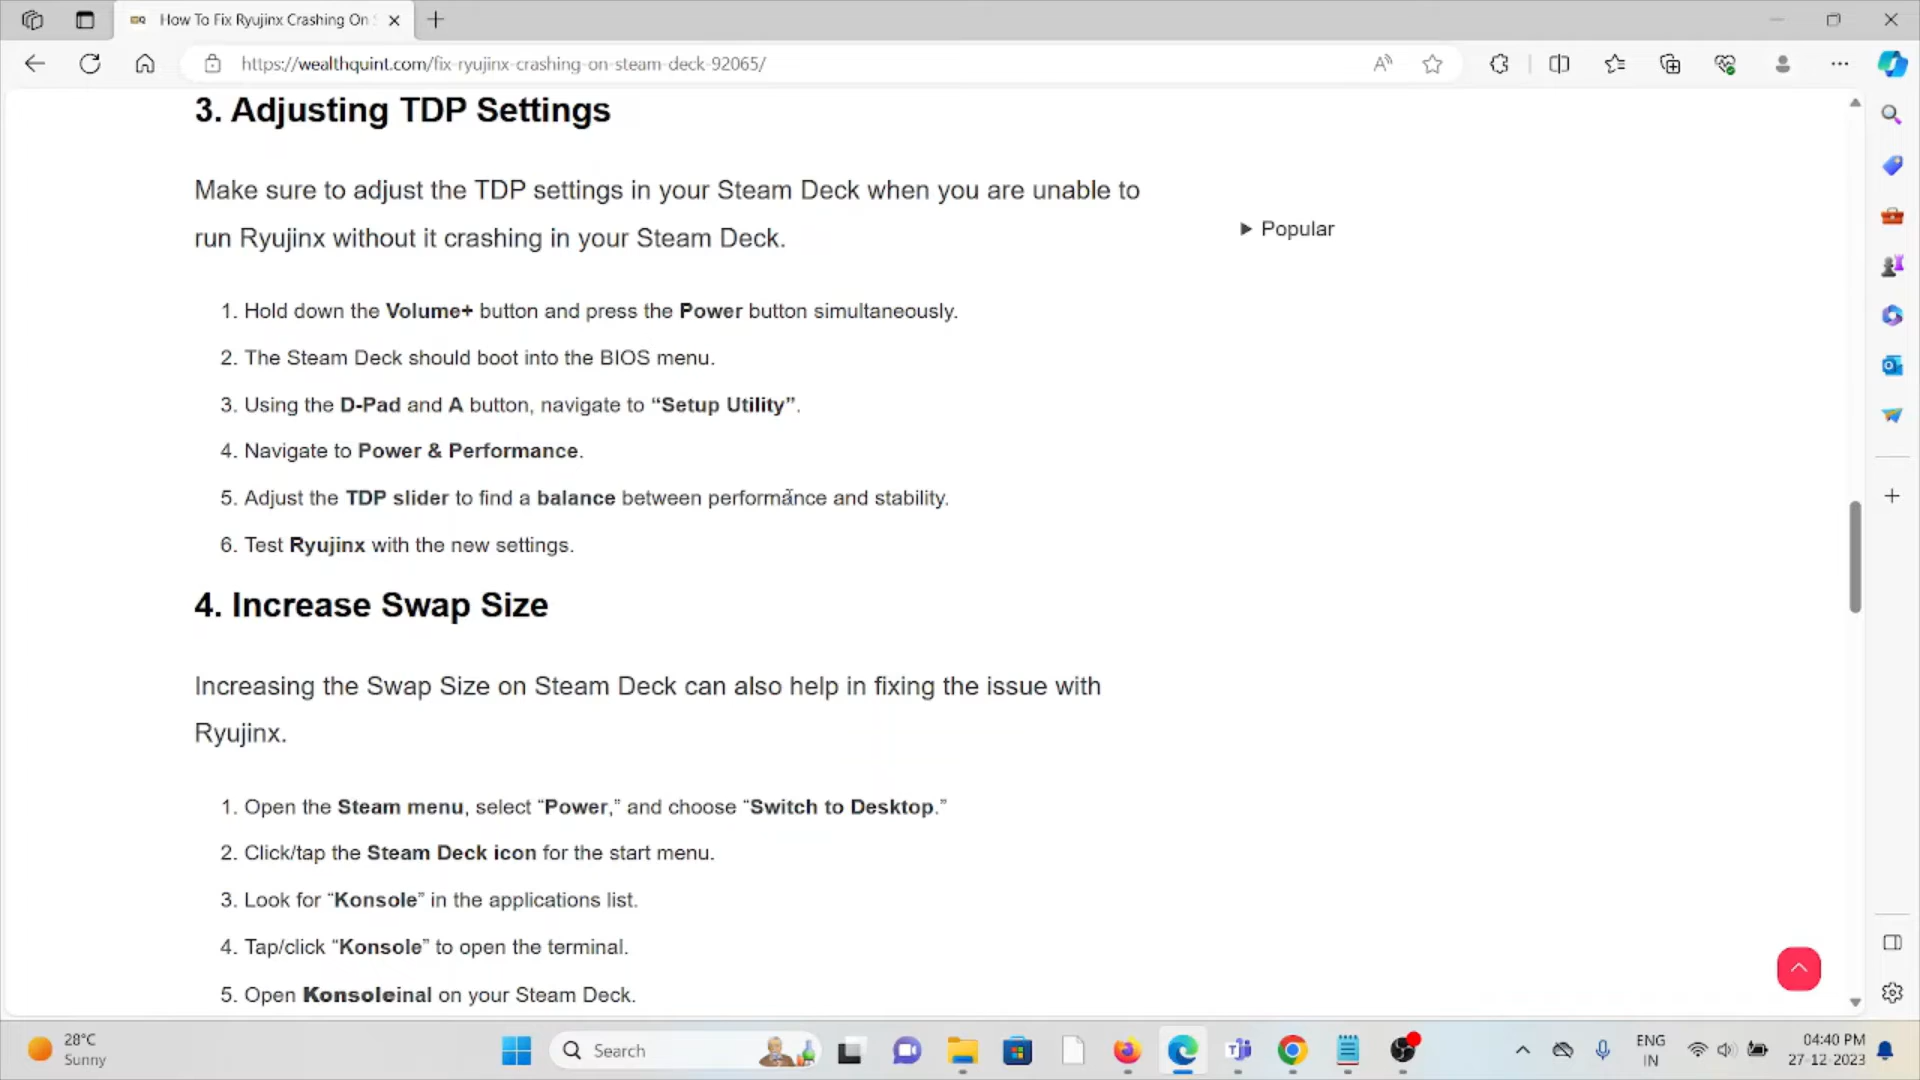 How To Fix Ryujinx Crashing On S
https://wealthquint.com/fix-ryujinx-crashing-on-steam-deck-92065/
3. Adjusting TDP Settings
Make sure to adjust the TDP settings in your Steam Deck when you are unable to
run Ryujinx without it crashing in your Steam Deck.
Popular
1. Hold down the Volume+ button and press the Power button simultaneously.
2. The Steam Deck should boot into the BIOS menu.
3. Using the D-Pad and A button, navigate to “Setup Utility”.
4. Navigate to Power & Performance.
5. Adjust the TDP slider to find a balance between performance and stability.
6. Test Ryujinx with the new settings.
4. Increase Swap Size
Increasing the Swap Size on Steam Deck can also help in fixing the issue with
Ryujinx.
1. Open the Steam menu, select “Power,” and choose “Switch to Desktop.”
2. Click/tap the Steam Deck icon for the start menu.
3. Look for “Konsole” in the applications list.
4. Tap/click “Konsole” to open the terminal.
5. Open Konsoleinal on your Steam Deck.
28°C
Sunny
Search
ENG
IN
04:40 PM
27-12-2023